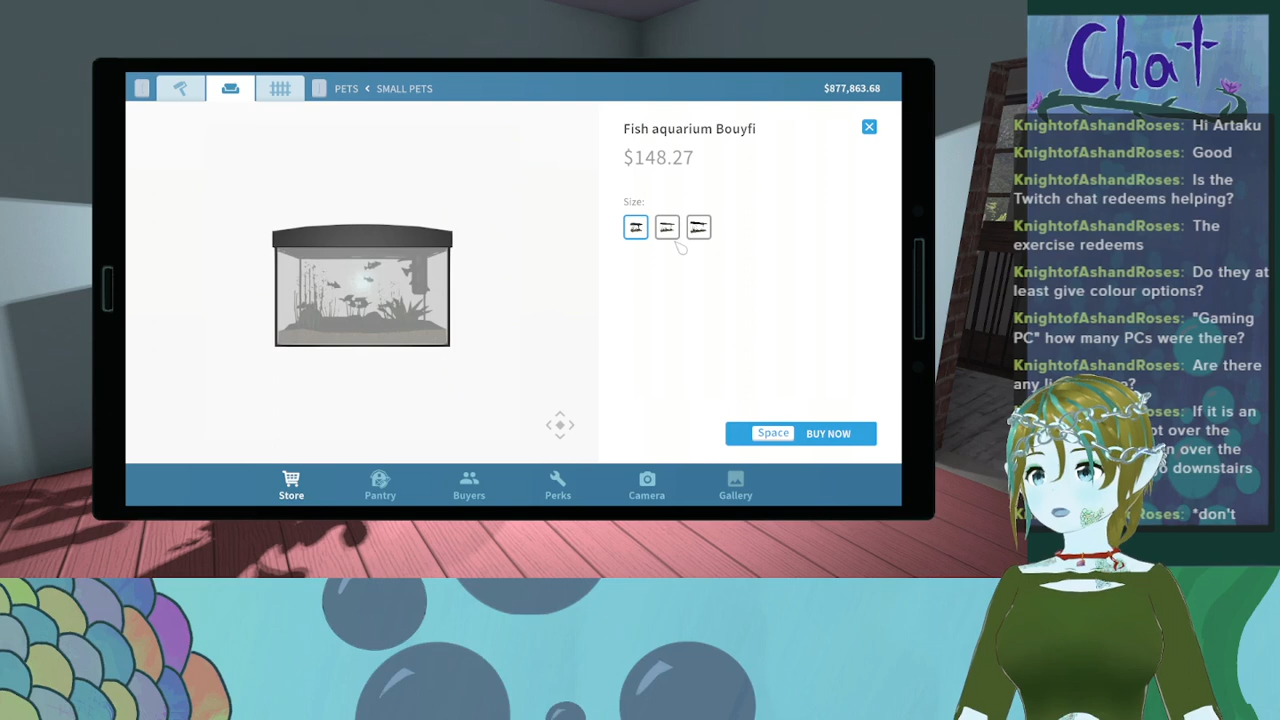 PETS < SMALL PETS
$877,863.68
Fish aquarium Bouyfi
$148.27
Size:
Space BUY NOW
Store
Pantry
Buyers
Perks
Camera
Gallery
Chat
KnightofAshandRoses: Hi Artaku
KnightofAshandRoses: Good
KnightofAshandRoses: Is the
Twitch chat redeems helping?
KnightofAshandRoses: The
exercise redeems
KnightofAshandRoses: Do they at
least give colour options?
KnightofAshandRoses: "Gaming
PC" how many PCs were there?
KnightofAshandRoses: Are there
any
Roses: If it is an
over the
over the
downstairs
Roses: *don't